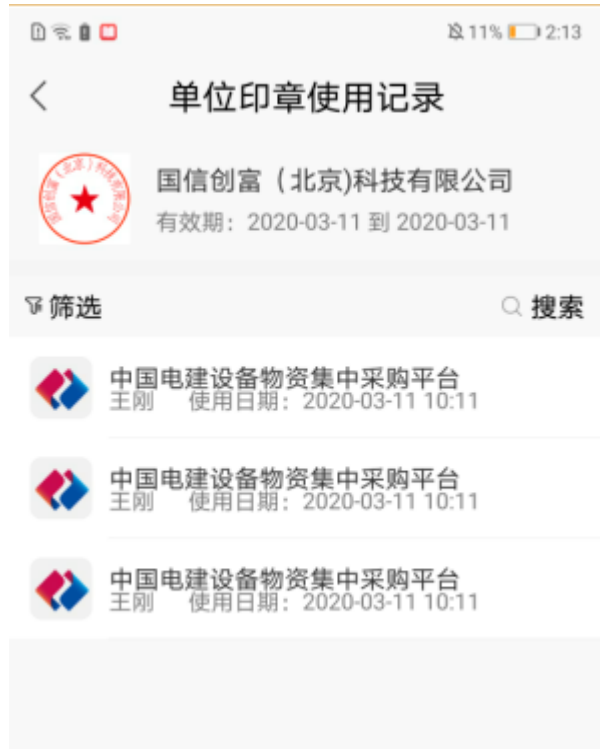 11% 2:13
单位印章使用记录
国信创富（北京)科技有限公司
有效期：2020-03-11 到 2020-03-11
筛选 搜索
中国电建设备物资集中采购平台
王刚 使用日期：2020-03-11 10:11
中国电建设备物资集中采购平台
王刚 使用日期：2020-03-11 10:11
中国电建设备物资集中采购平台
王刚 使用日期：2020-03-11 10:11